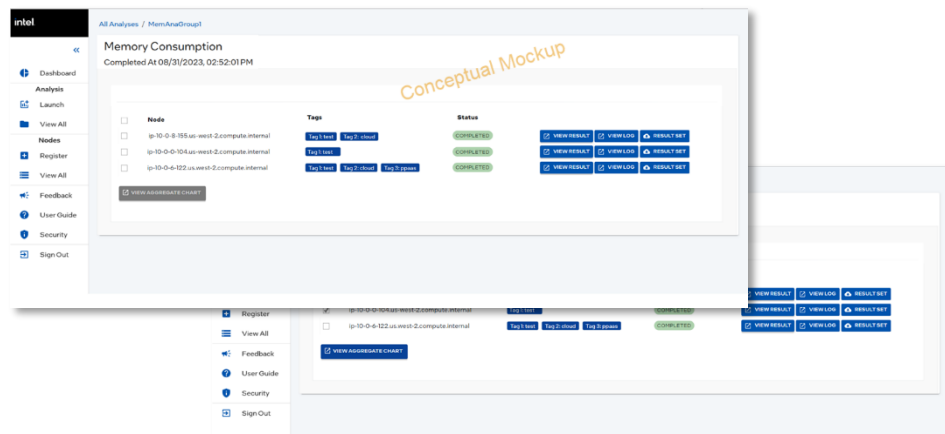 intel
All Analyses / MemAnaGroup1
«
Memory Consumption
Completed At 08/31/2023, 02:52:01 PM
Conceptual Mockup
Dashboard
Analysis
Launch
View All
Nodes
Register
View All
Feedback
User Guide
Security
Sign Out
Node Tags Status
ip-10-0-8-155.us-west-2.compute.internal Tag 1: test Tag 2: cloud COMPLETED VIEW RESULT VIEW LOG RESULT SET
ip-10-0-0-104.us-west-2.compute.internal Tag 1: test COMPLETED VIEW RESULT VIEW LOG RESULT SET
ip-10-0-6-122.us-west-2.compute.internal Tag 1: test Tag 2: cloud Tag 3: ppaas COMPLETED VIEW RESULT VIEW LOG RESULT SET
VIEW AGGREGATE CHART
VIEW RESULT VIEW LOG RESULT SET
Register
ip-10-0-0-104.us-west-2.compute.internal Tag 1: test COMPLETED VIEW RESULT VIEW LOG RESULT SET
View All
ip-10-0-6-122.us-west-2.compute.internal Tag 1: test Tag 2: cloud Tag 3: ppaas COMPLETED VIEW RESULT VIEW LOG RESULT SET
Feedback
VIEW AGGREGATE CHART
User Guide
Security
Sign Out